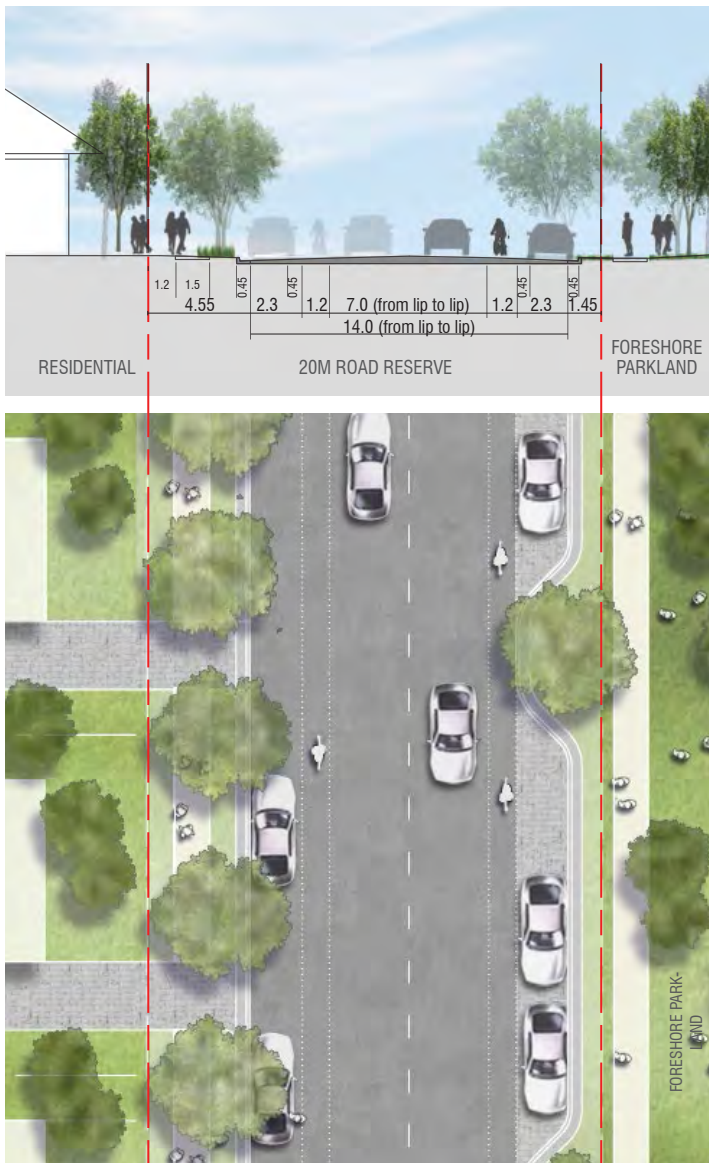 1.2
1.5
0.45
0.45
0.45
0.45
4.55
2.3
1.2
7.0 (from lip to lip)
1.2
2.3
1.45
14.0 (from lip to lip)
RESIDENTIAL
20M ROAD RESERVE
FORESHORE
PARKLAND
FORESHORE PARK-
LAND